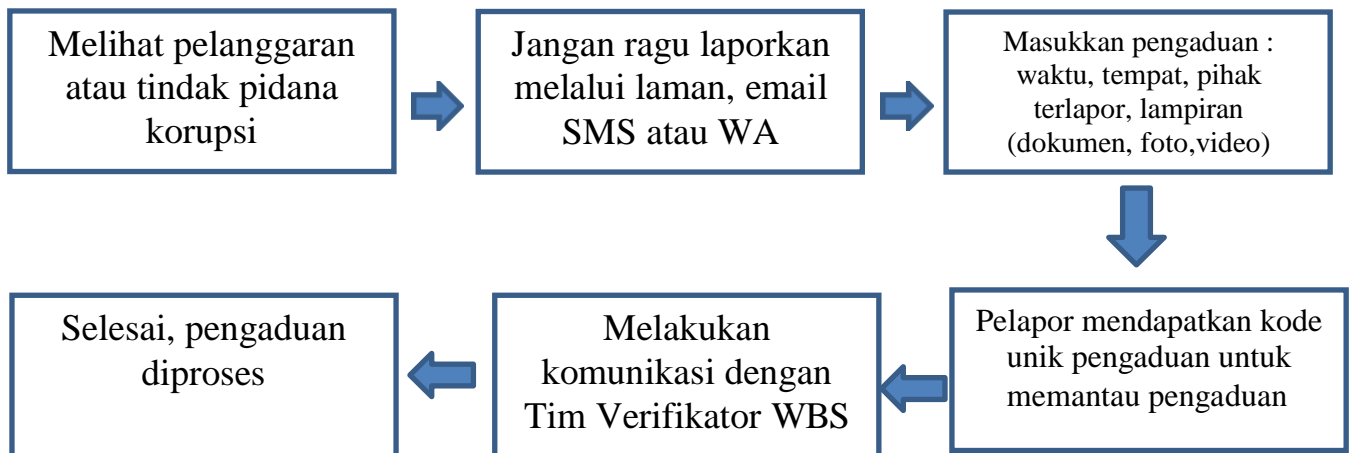 Melihat pelanggaran
atau tindak pidana
korupsi
Jangan ragu laporkan
melalui laman, email
SMS atau WA
Masukkan pengaduan :
waktu, tempat, pihak
terlapor, lampiran
(dokumen, foto,video)
Pelapor mendapatkan kode
unik pengaduan untuk
memantau pengaduan
Melakukan
komunikasi dengan
Tim Verifikator WBS
Selesai, pengaduan
diproses